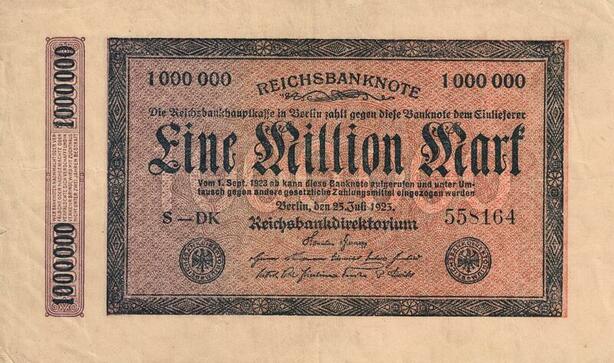 1000000
1000000
1 000 000
REICHSBANKNOTE
1 000 000
Die Reichsbankhauptkasse in Berlin zahlt gegen diese Banknote dem Einlieferer
Eine Million Mark
Vom 1. Sept. 1923 ab kann diese Banknote aufgerufen und unter Um-
tausch gegen andere gesetzliche Zahlungsmittel eingezogen werden
Berlin, den 25. Juli 1923.
S—DK
Reichsbankdirektorium
558164